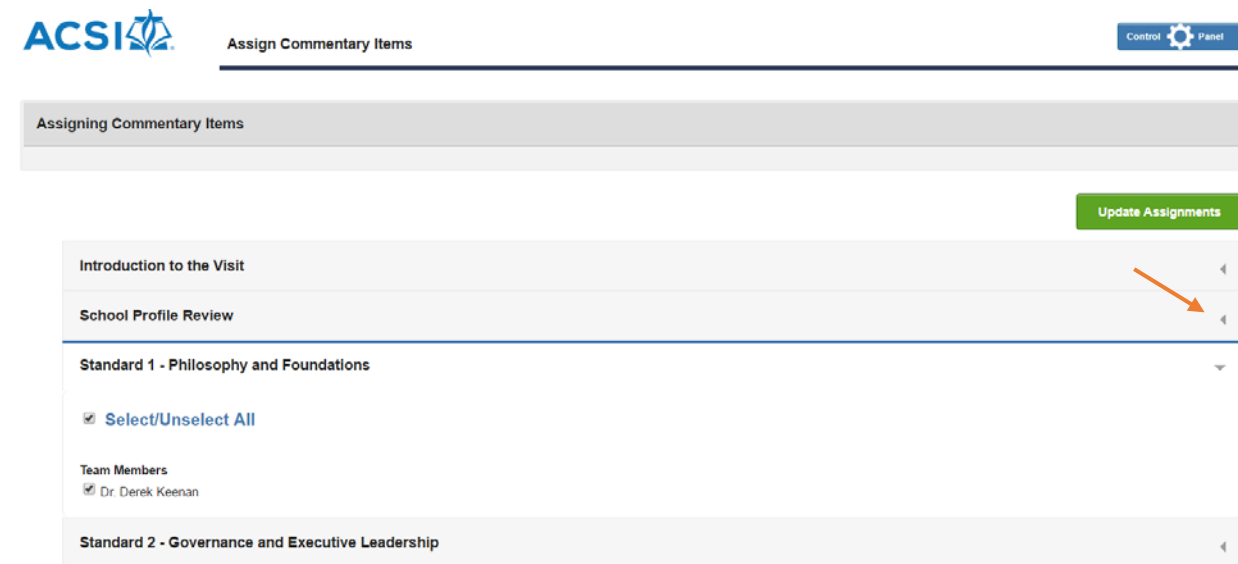 ACSI
Assign Commentary Items
Control Panel
Assigning Commentary Items
Update Assignments
Introduction to the Visit
School Profile Review
Standard 1 - Philosophy and Foundations
Select/Unselect All
Team Members
Dr. Derek Keenan
Standard 2 - Governance and Executive Leadership